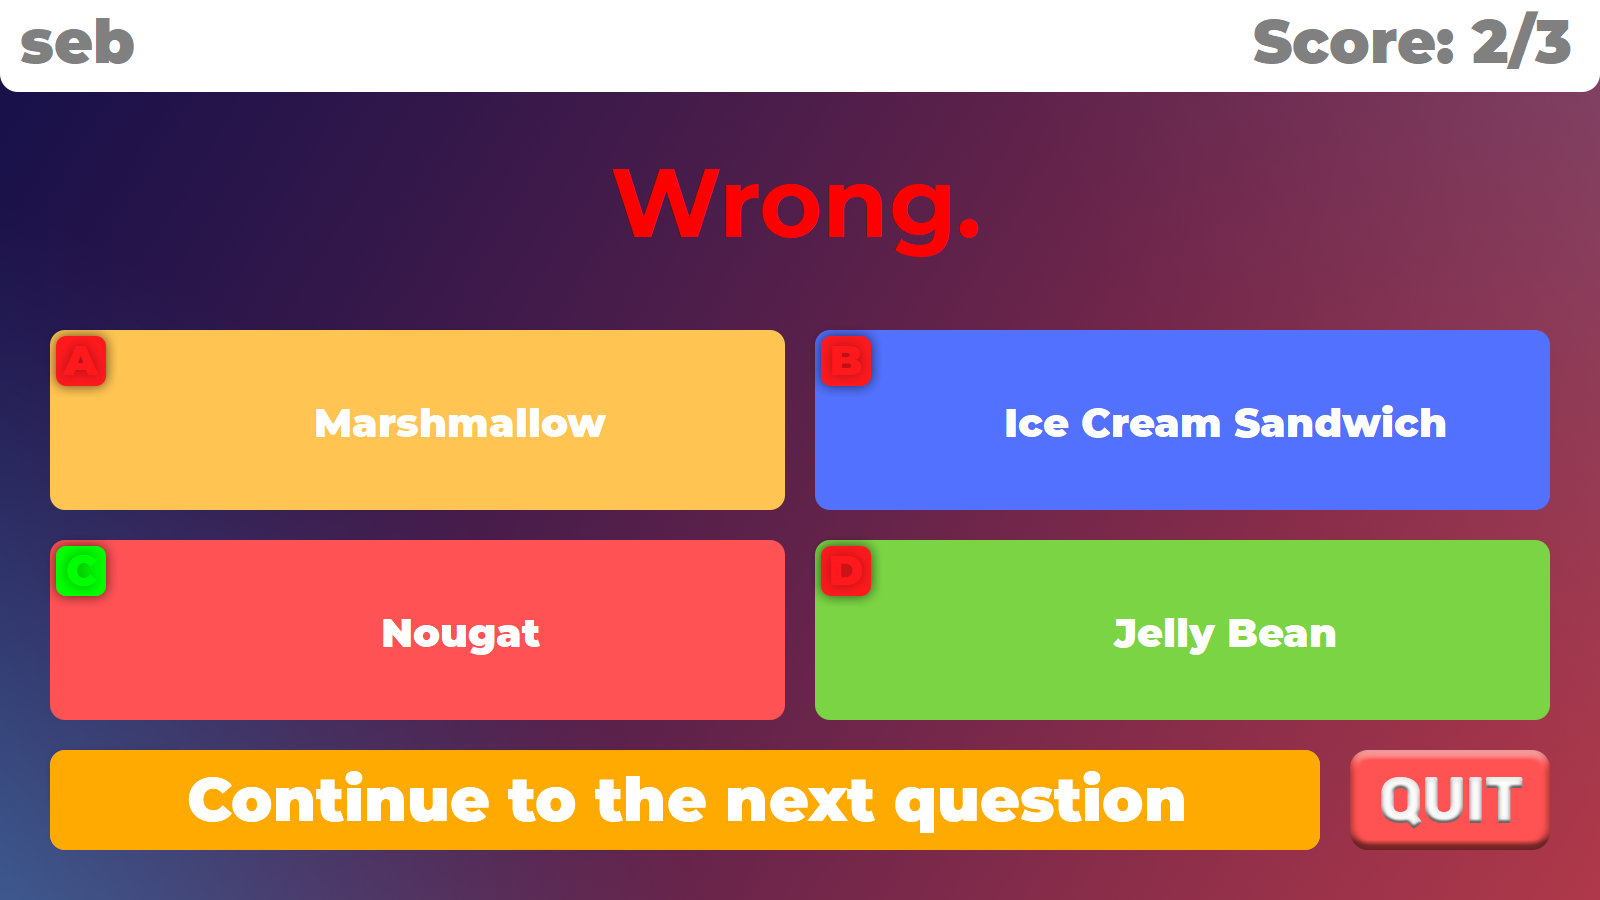 seb
Score: 2/3
Wrong.
A
Marshmallow
B
Ice Cream Sandwich
C
Nougat
D
Jelly Bean
Continue to the next question
QUIT